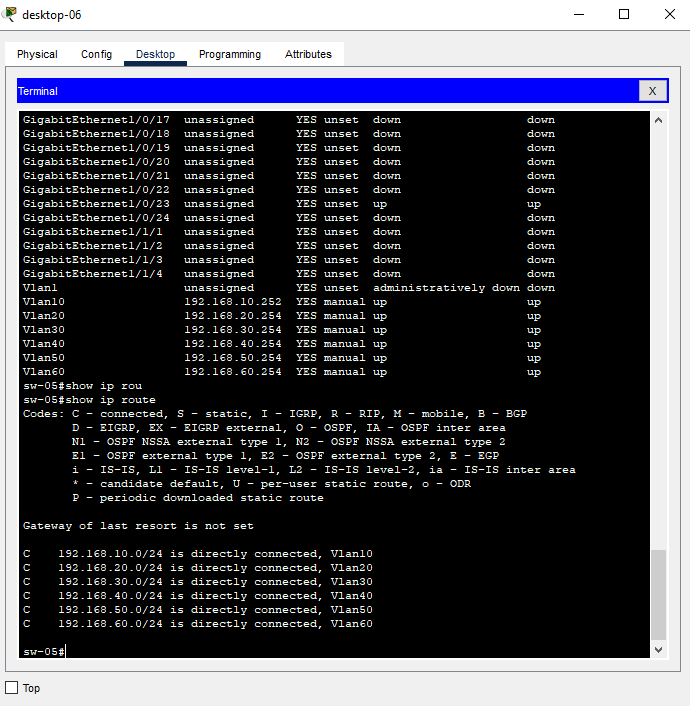 desktop-06
Physical Config Desktop Programming Attributes
Terminal X
GigabitEthernet1/0/17 unassigned YES unset down down
GigabitEthernet1/0/18 unassigned YES unset down down
GigabitEthernet1/0/19 unassigned YES unset down down
GigabitEthernet1/0/20 unassigned YES unset down down
GigabitEthernet1/0/21 unassigned YES unset down down
GigabitEthernet1/0/22 unassigned YES unset down down
GigabitEthernet1/0/23 unassigned YES unset up up
GigabitEthernet1/0/24 unassigned YES unset down down
GigabitEthernet1/1/1 unassigned YES unset down down
GigabitEthernet1/1/2 unassigned YES unset down down
GigabitEthernet1/1/3 unassigned YES unset down down
GigabitEthernet1/1/4 unassigned YES unset down down
Vlan1 unassigned YES unset administratively down down
Vlan10 192.168.10.252 YES manual up up
Vlan20 192.168.20.254 YES manual up up
Vlan30 192.168.30.254 YES manual up up
Vlan40 192.168.40.254 YES manual up up
Vlan50 192.168.50.254 YES manual up up
Vlan60 192.168.60.254 YES manual up up
sw-05#show ip rou
sw-05#show ip route
Codes: C - connected, S - static, I - IGRP, R - RIP, M - mobile, B - BGP
D - EIGRP, EX - EIGRP external, O - OSPF, IA - OSPF inter area
N1 - OSPF NSSA external type 1, N2 - OSPF NSSA external type 2
E1 - OSPF external type 1, E2 - OSPF external type 2, E - EGP
i - IS-IS, L1 - IS-IS level-1, L2 - IS-IS level-2, ia - IS-IS inter area
* - candidate default, U - per-user static route, o - ODR
P - periodic downloaded static route
Gateway of last resort is not set
C 192.168.10.0/24 is directly connected, Vlan10
C 192.168.20.0/24 is directly connected, Vlan20
C 192.168.30.0/24 is directly connected, Vlan30
C 192.168.40.0/24 is directly connected, Vlan40
C 192.168.50.0/24 is directly connected, Vlan50
C 192.168.60.0/24 is directly connected, Vlan60
sw-05#
Top